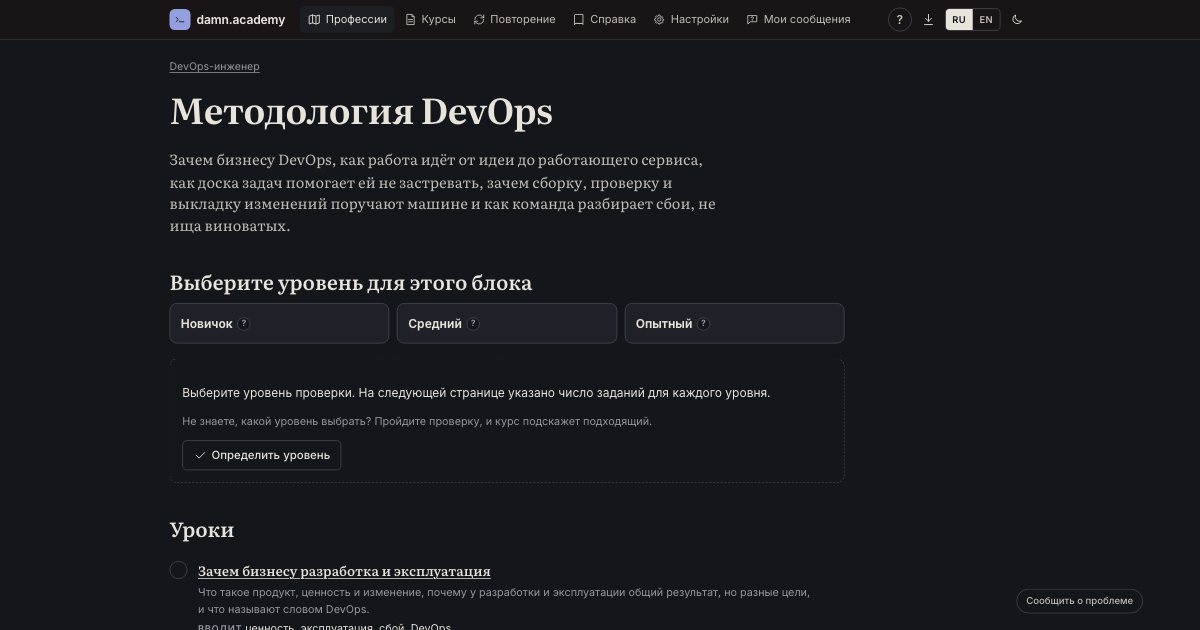 damn.academy Профессии Курсы Повторение Справка Настройки Мои сообщения ? RU EN
DevOps-инженер
Методология DevOps
Зачем бизнесу DevOps, как работа идёт от идеи до работающего сервиса,
как доска задач помогает ей не застревать, зачем сборку, проверку и
выкладку изменений поручают машине и как команда разбирает сбои, не
ища виноватых.
Выберите уровень для этого блока
Новичок ? Средний ? Опытный ?
Выберите уровень проверки. На следующей странице указано число заданий для каждого уровня.
Не знаете, какой уровень выбрать? Пройдите проверку, и курс подскажет подходящий.
Определить уровень
Уроки
Зачем бизнесу разработка и эксплуатация
Что такое продукт, ценность и изменение, почему у разработки и эксплуатации общий результат, но разные цели,
и что называют словом DevOps.
ВВОДИТ ценность, эксплуатация, сбой, DevOps
Сообщить о проблеме